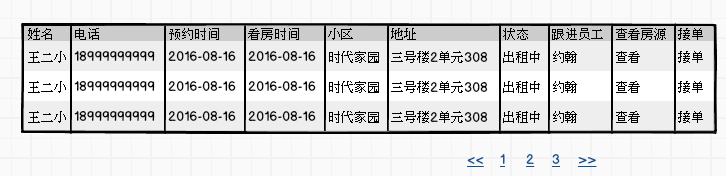 姓名 电话 预约时间 看房时间 小区 地址 状态 跟进员工 查看房源 接单
王二小 18999999999 2016-08-16 2016-08-16 时代家园 三号楼2单元308 出租中 约翰 查看 接单
王二小 18999999999 2016-08-16 2016-08-16 时代家园 三号楼2单元308 出租中 约翰 查看 接单
王二小 18999999999 2016-08-16 2016-08-16 时代家园 三号楼2单元308 出租中 约翰 查看 接单
<< 1 2 3 >>